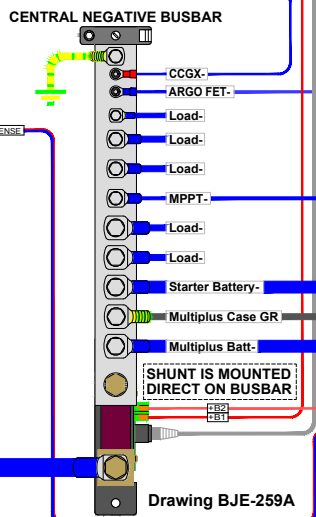 CENTRAL NEGATIVE BUSBAR
CCGX-
ARGO FET-
Load-
ENSE
Load-
Load-
MPPT-
Load-
Load-
Starter Battery-
Multiplus Case GR
Multiplus Batt-
SHUNT IS MOUNTED
DIRECT ON BUSBAR
+B2
+B1
Drawing BJE-259A